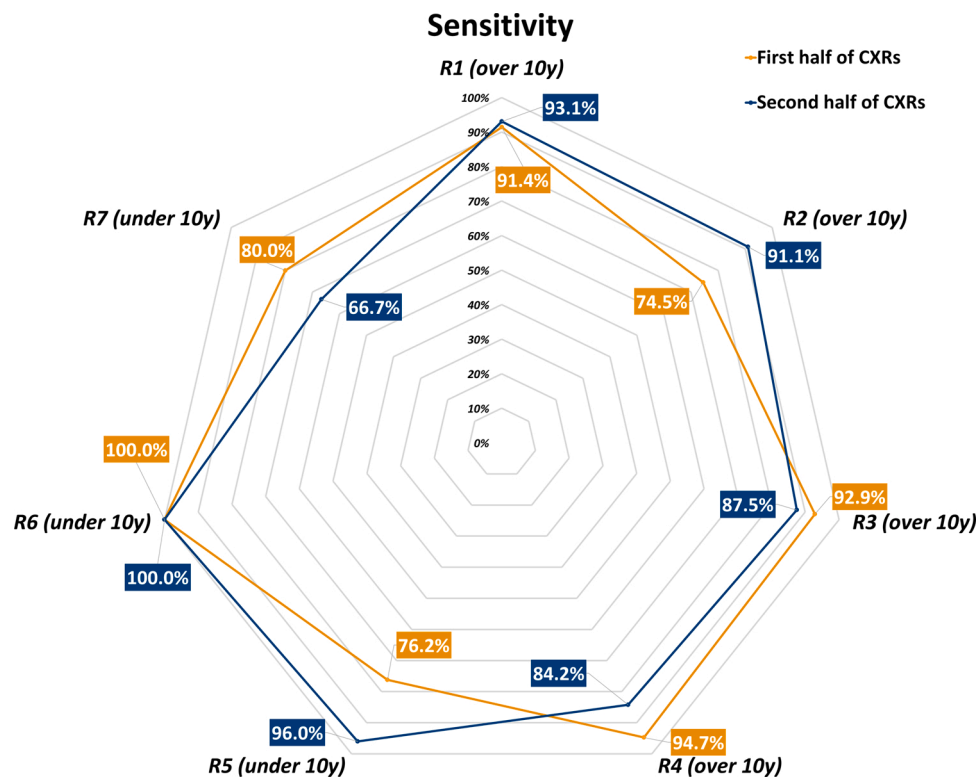 Sensitivity
First half of CXRs
Second half of CXRs
R1 (over 10y)
100%
90%
80%
70%
60%
50%
40%
30%
20%
10%
0%
93.1%
91.4%
R2 (over 10y)
91.1%
74.5%
R7 (under 10y)
80.0%
66.7%
100.0%
R6 (under 10y)
100.0%
92.9%
87.5%
R3 (over 10y)
76.2%
84.2%
96.0%
94.7%
R5 (under 10y)
R4 (over 10y)